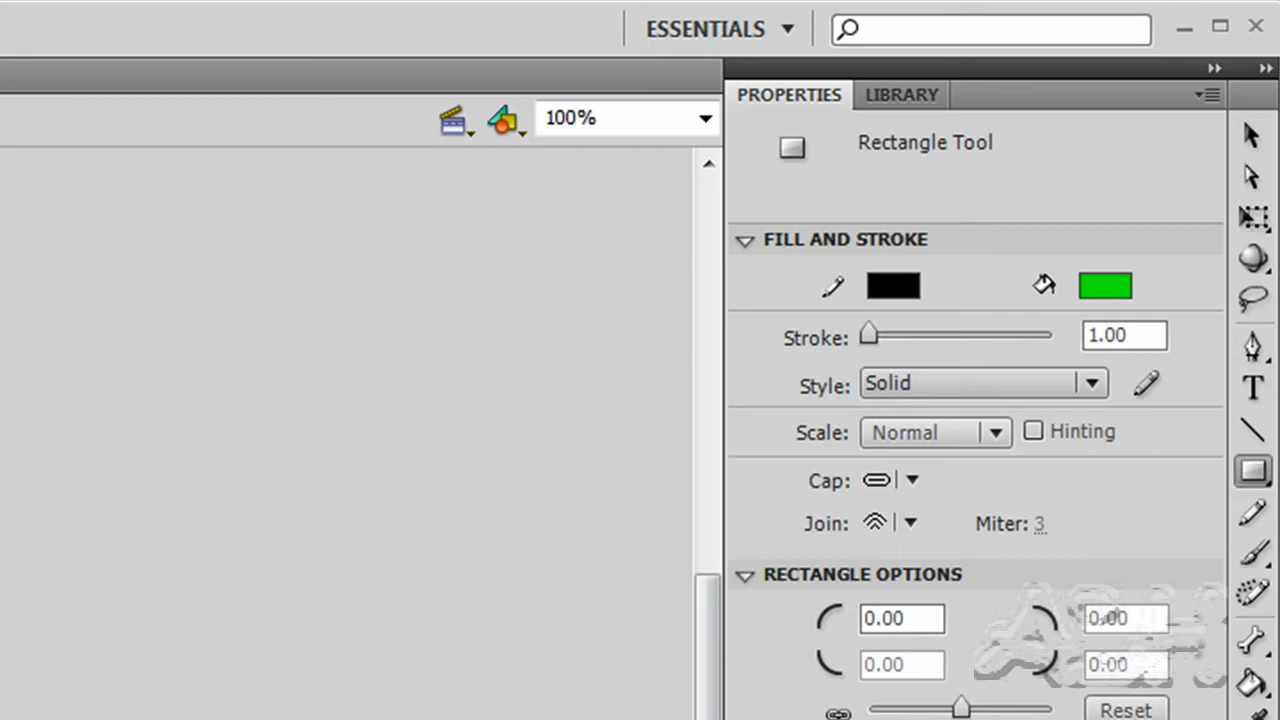 ESSENTIALS
PROPERTIES LIBRARY
100%
Rectangle Tool
FILL AND STROKE
Stroke: 1.00
Style: Solid
Scale: Normal Hinting
Cap:
Join: Miter: 3
RECTANGLE OPTIONS
0.00 0.00
0.00 0.00
Reset
T